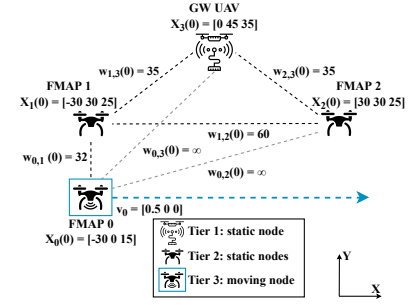 GW UAV
X3(0) = [0 45 35]
w1,3(0) = 35
w2,3(0) = 35
FMAP 1
X1(0) = [-30 30 25]
FMAP 2
X2(0) = [30 30 25]
w1,2(0) = 60
w0,1 (0) = 32
w0,3(0) = ∞
w0,2(0) = ∞
v0 = [0.5 0 0]
FMAP 0
X0(0) = [-30 0 15]
Tier 1: static node
Tier 2: static nodes
Tier 3: moving node
Y
X